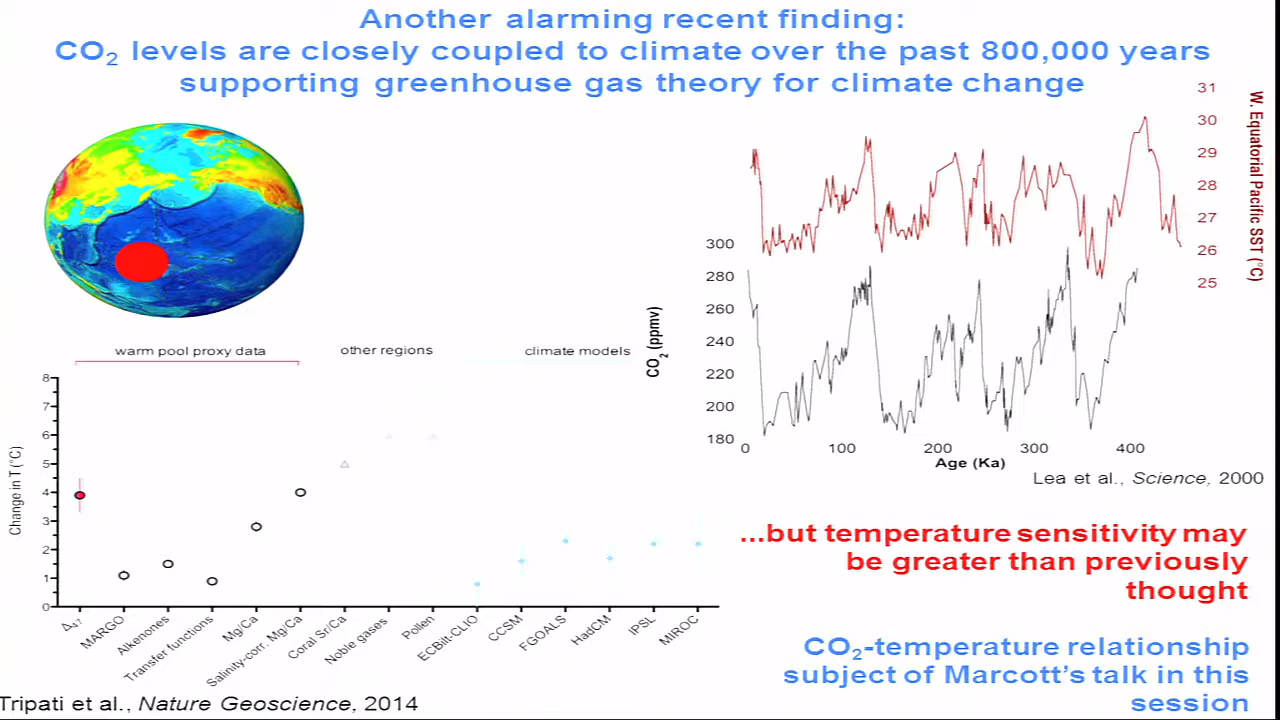 Another alarming recent finding:
CO2 levels are closely coupled to climate over the past 800,000 years
supporting greenhouse gas theory for climate change
31
30
29
28
27
26
25
W. Equatorial Pacific SST (°C)
300
280
260
240
220
200
180
CO2 (ppmv)
0 100 200 300 400
Age (Ka)
Lea et al., Science, 2000
warm pool proxy data
other regions
climate models
8
7
6
5
4
3
2
1
0
Change in T (°C)
Δ47
MARGO
Alkenones
Transfer functions
Mg/Ca
Salinity-corr. Mg/Ca
Coral Sr/Ca
Noble gases
Pollen
ECBilt-CLIO
CCSM
FGOALS
HadCM
IPSL
MIROC
...but temperature sensitivity may
be greater than previously
thought
CO2-temperature relationship
subject of Marcott's talk in this
session
Tripati et al., Nature Geoscience, 2014